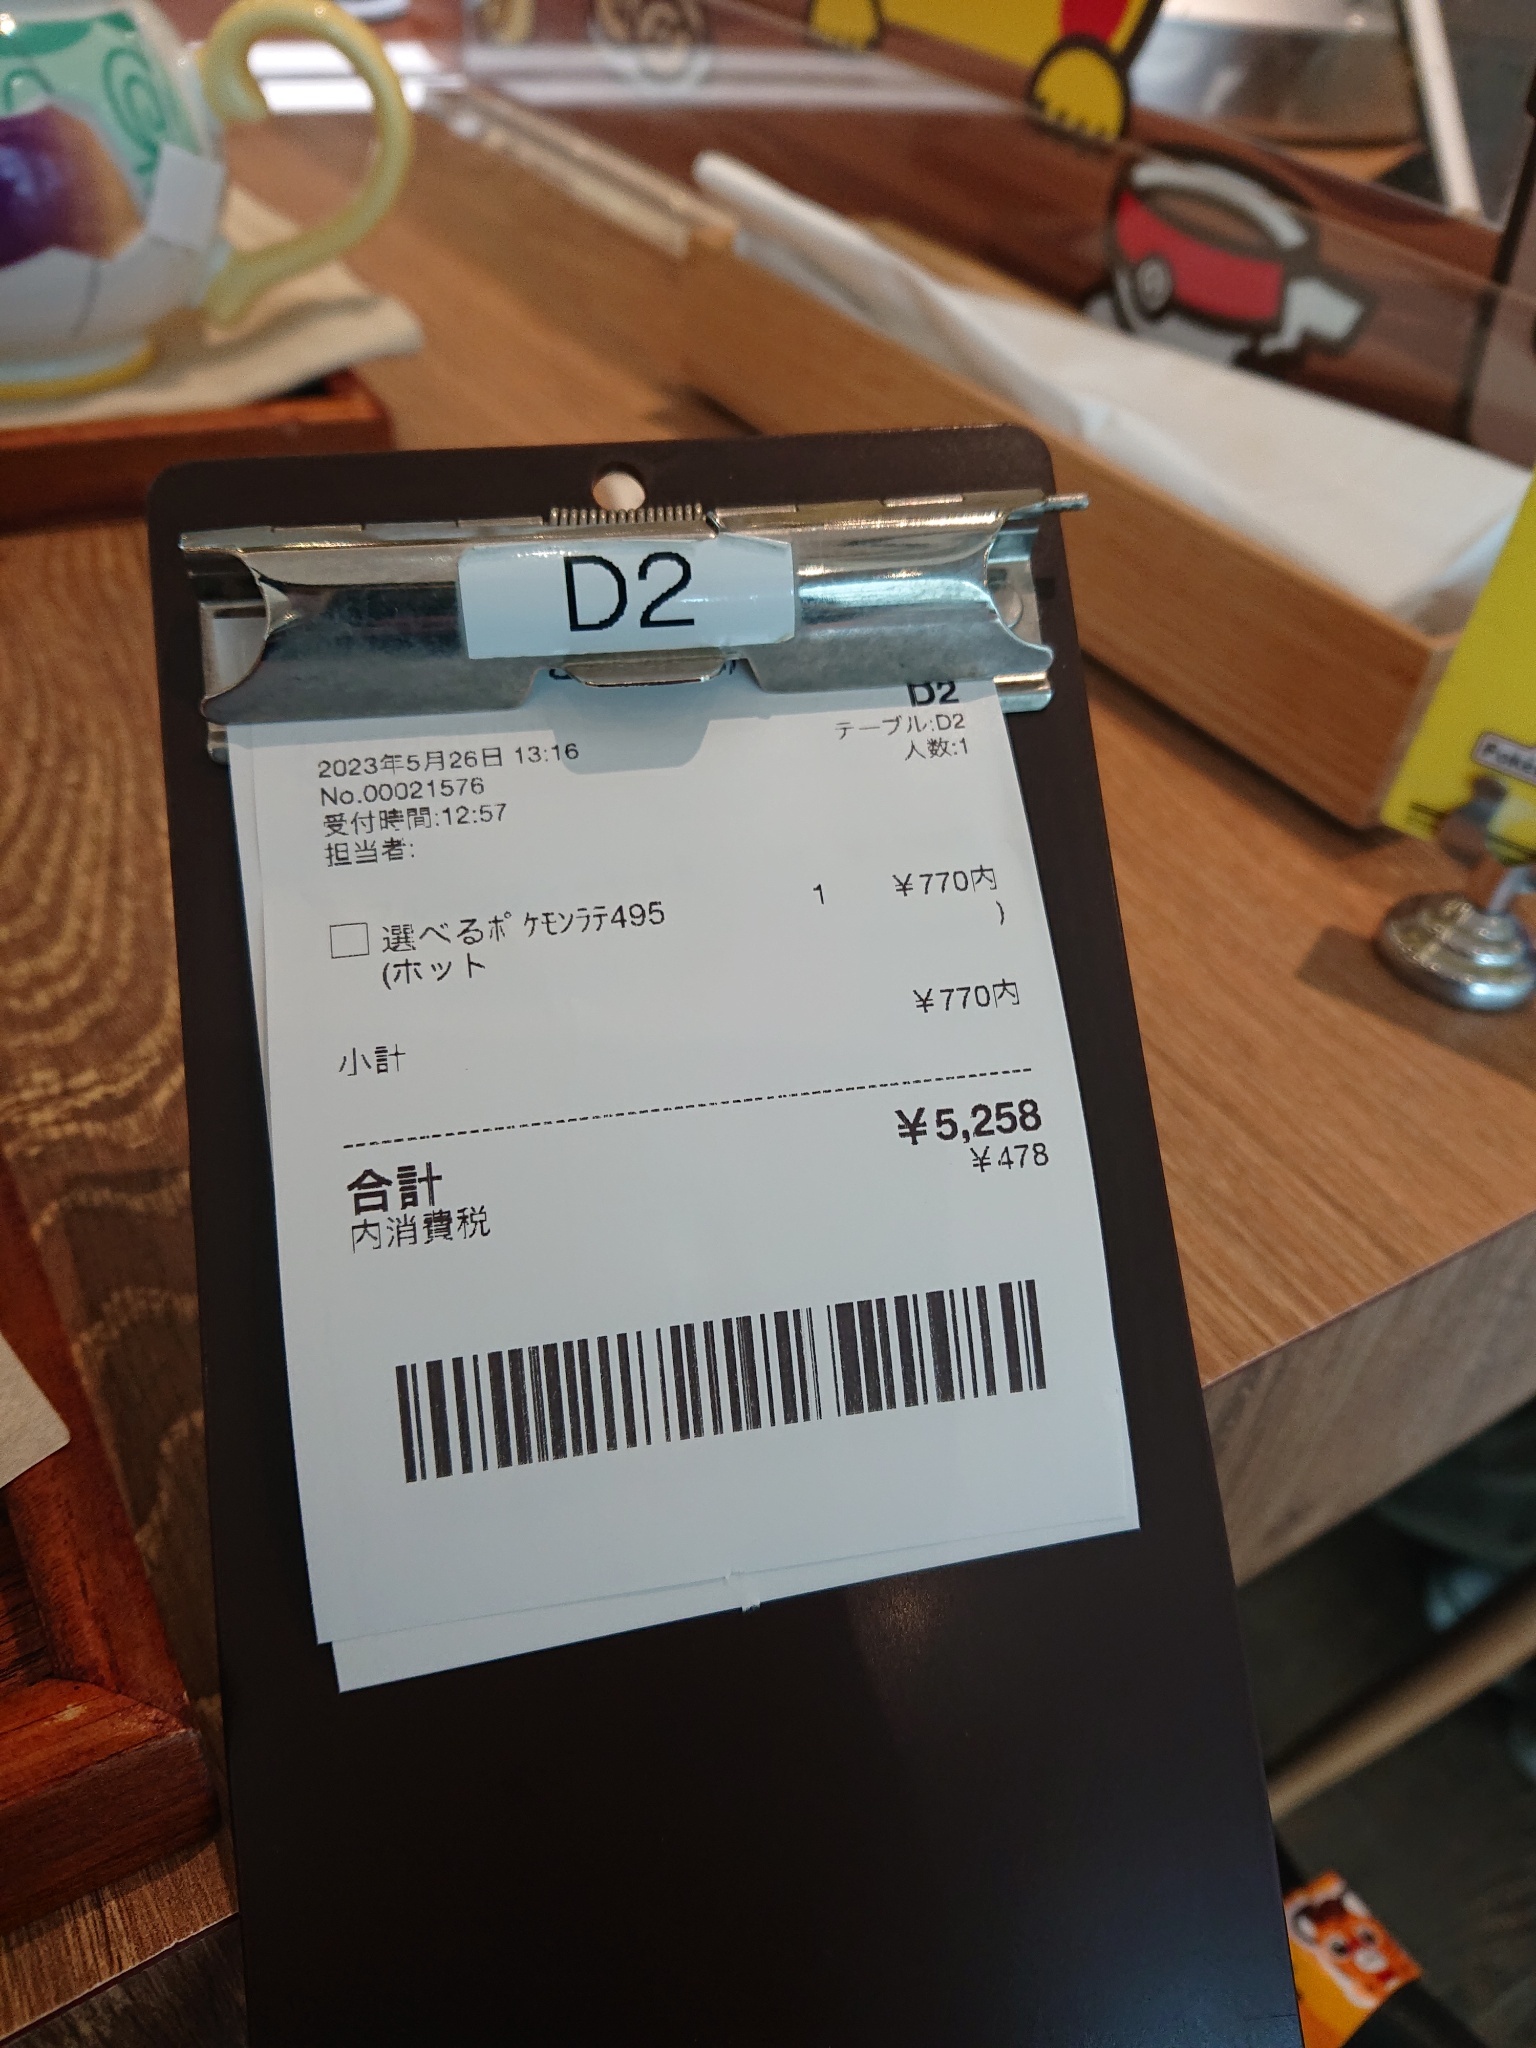 D2
D2
テーブル:D2
人数:1
2023年5月26日 13:16
No.00021576
受付時間:12:57
担当者:
選べるポケモンラテ495 1 ¥770内
(ホット )
小計 ¥770内
合計 ¥5,258
内消費税 ¥478